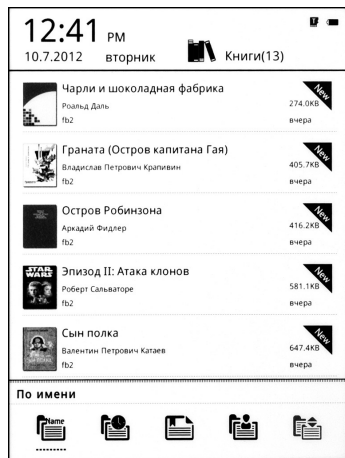 12:41 PM
10.7.2012 вторник
Книги(13)
Чарли и шоколадная фабрика
Роальд Даль
fb2
New
274.0KB
вчера
Граната (Остров капитана Гая)
Владислав Петрович Крапивин
fb2
New
405.7KB
вчера
Остров Робинзона
Аркадий Фидлер
fb2
New
416.2KB
вчера
STAR WARS
Эпизод II: Атака клонов
Роберт Сальваторе
fb2
New
581.1KB
вчера
Сын полка
Валентин Петрович Катаев
fb2
New
647.4KB
вчера
По имени
Name